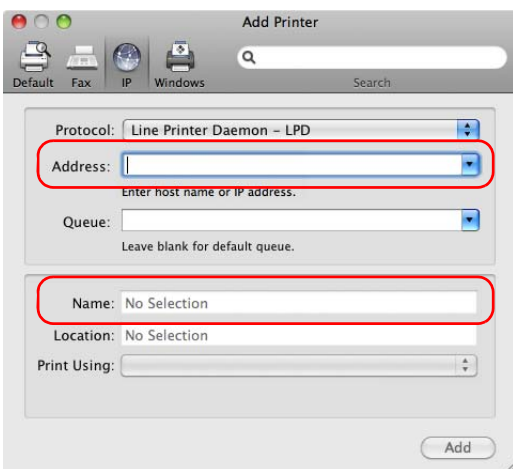 Add Printer
Default Fax IP Windows Search
Protocol: Line Printer Daemon – LPD
Address:
Enter host name or IP address.
Queue:
Leave blank for default queue.
Name: No Selection
Location: No Selection
Print Using:
Add